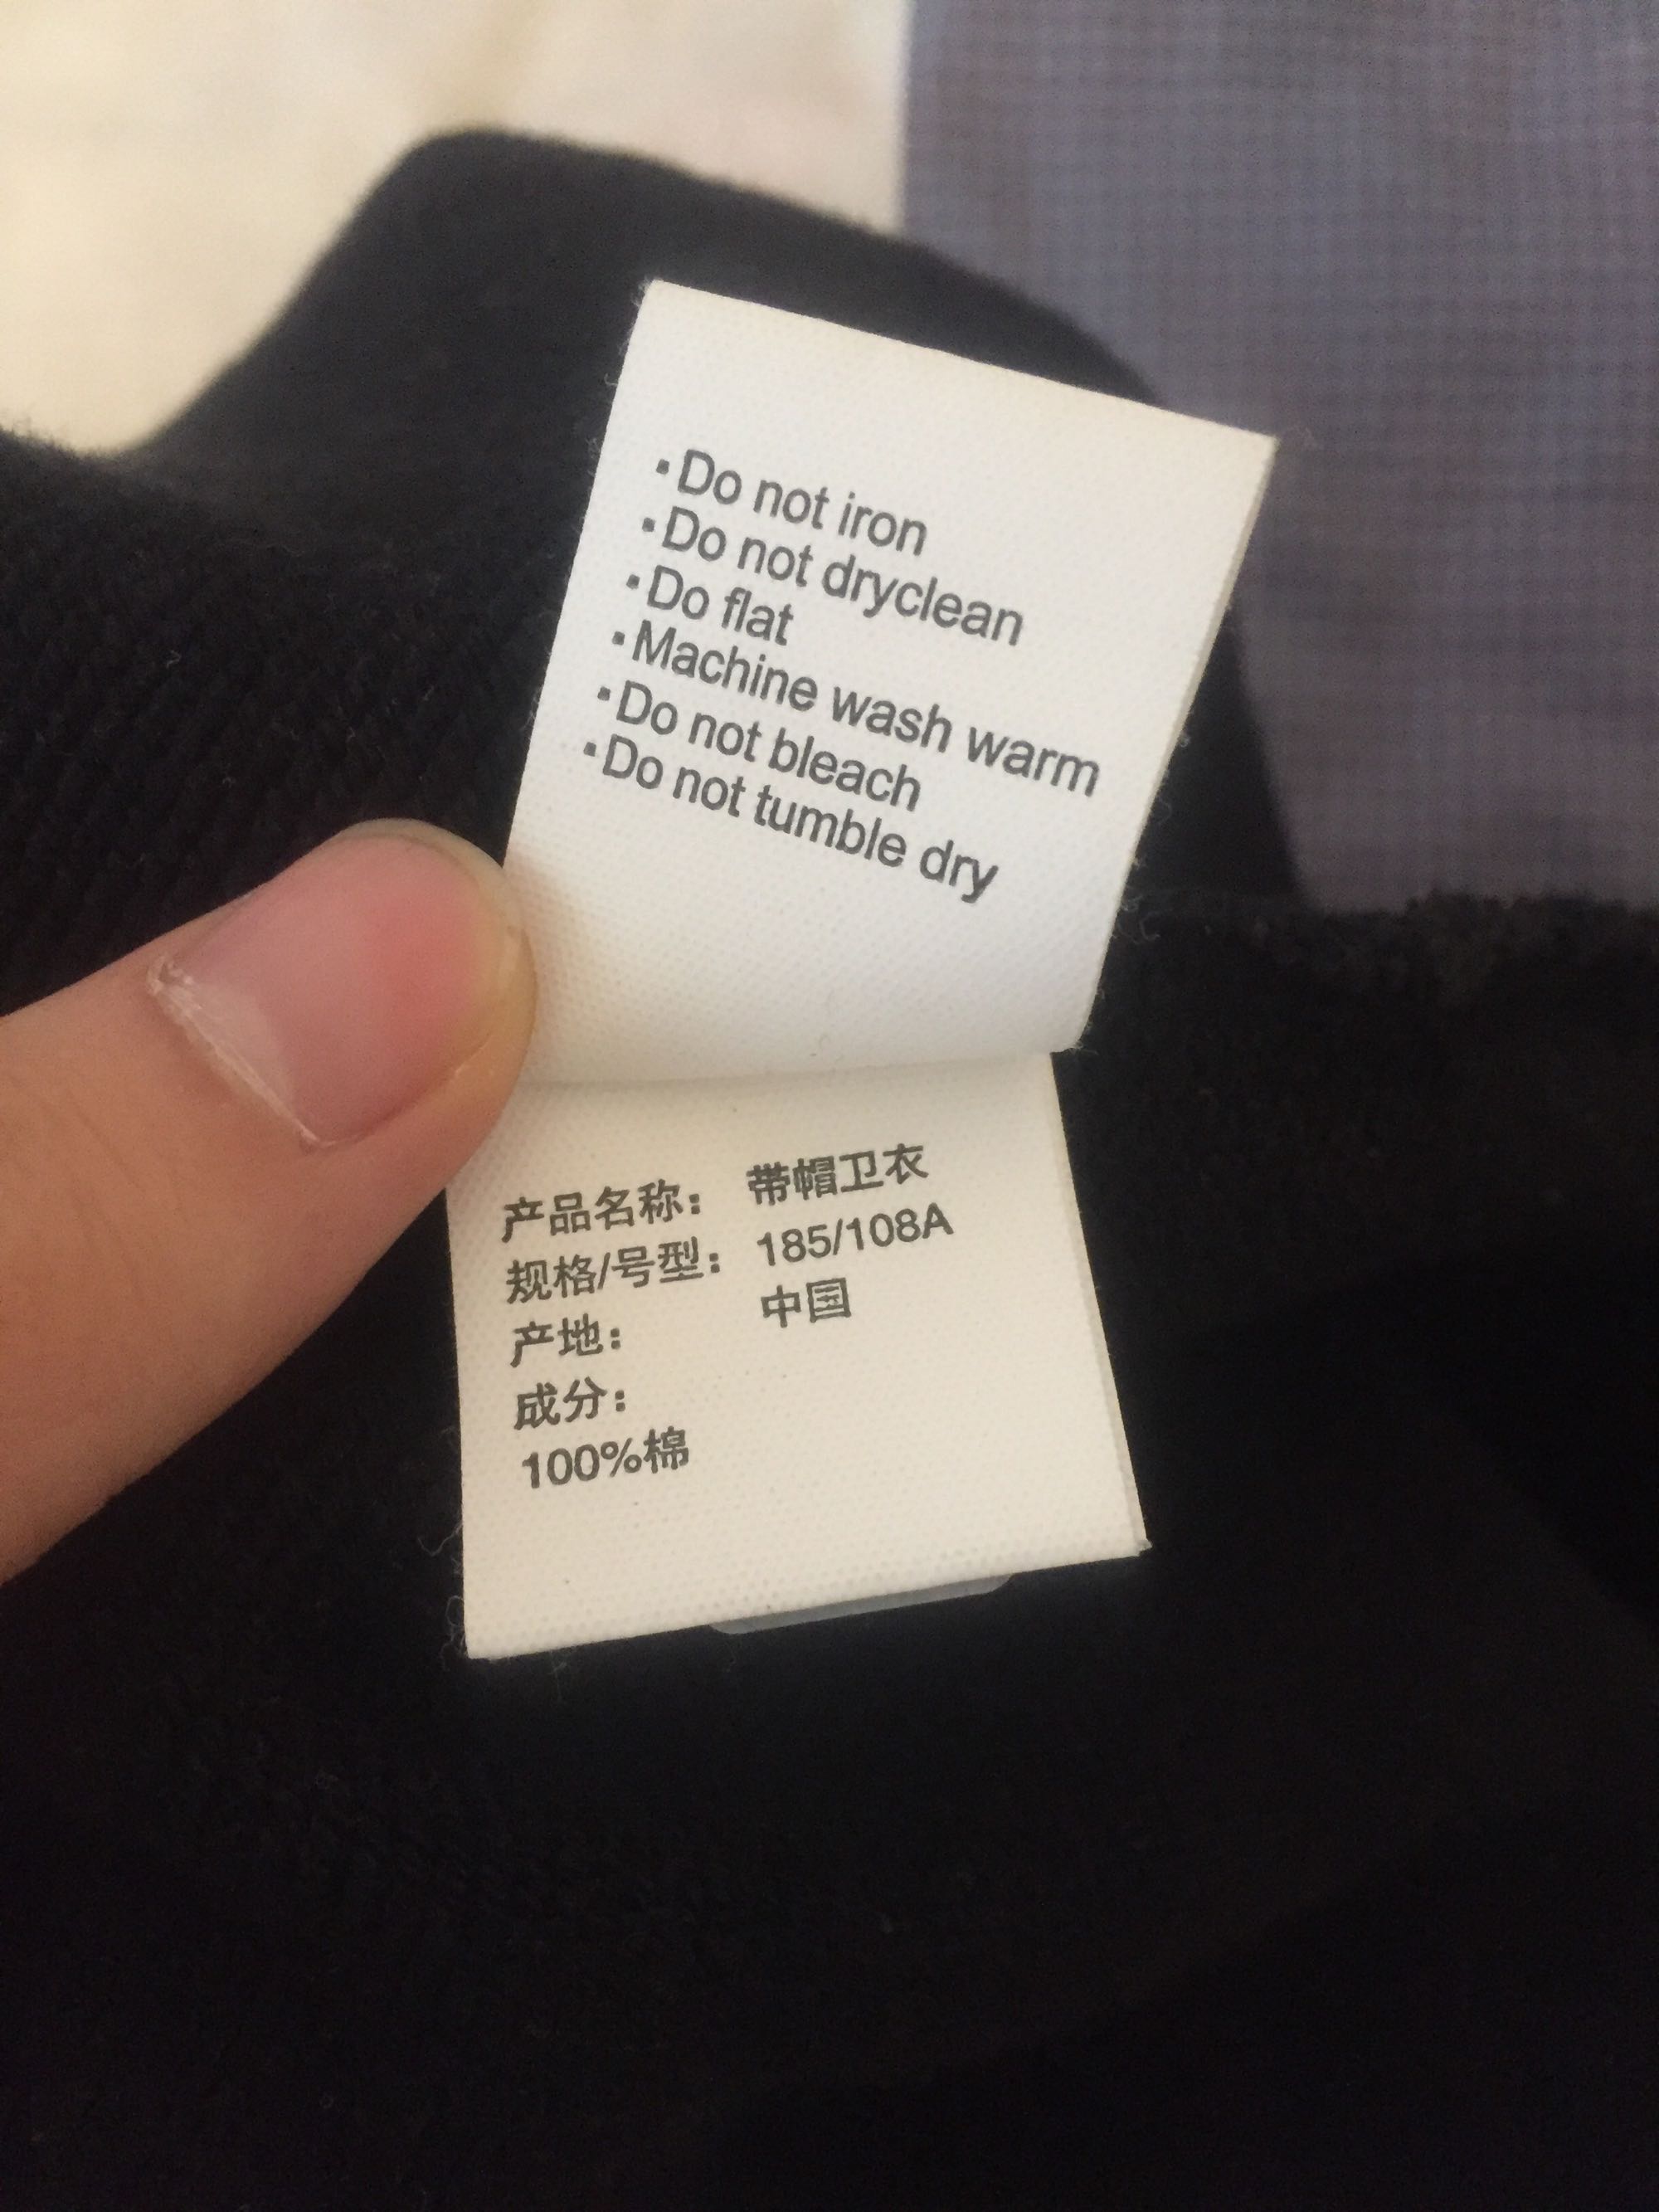 ▪Do not iron
▪Do not dryclean
▪Do flat
▪Machine wash warm
▪Do not bleach
▪Do not tumble dry
产品名称： 带帽卫衣
规格/号型： 185/108A
产地： 中国
成分：
100%棉